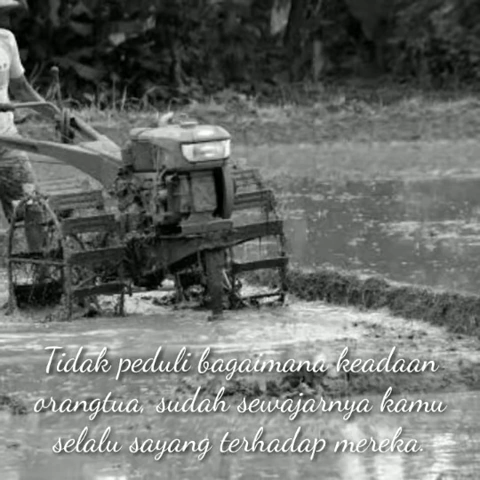 Tidak peduli bagaimana keadaan
orangtua, sudah sewajarnya kamu
selalu sayang terhadap mereka.